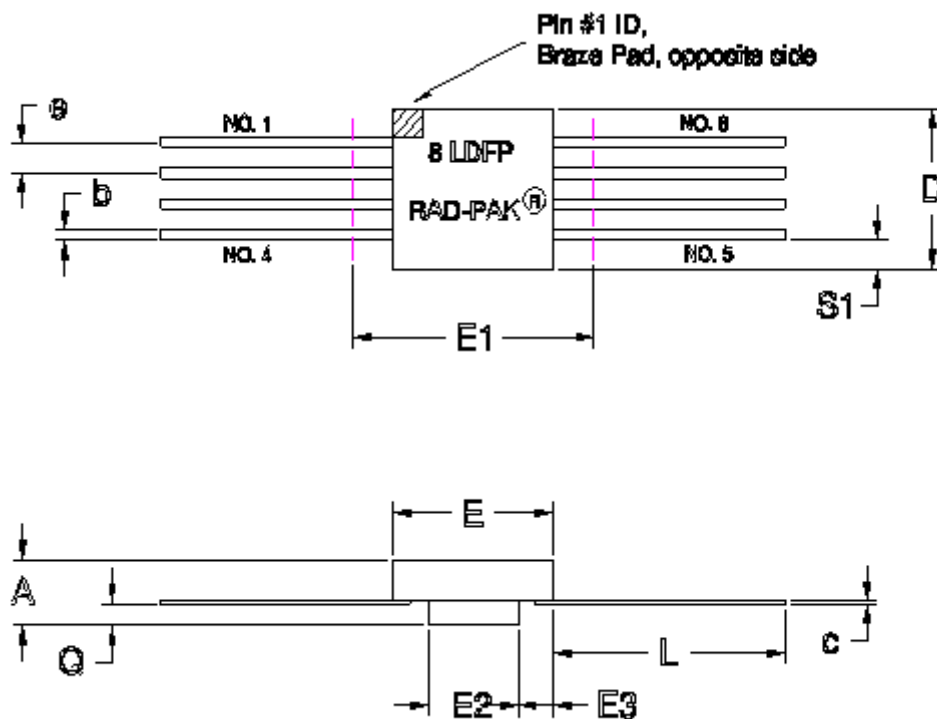 Pin #1 ID,
Braze Pad, opposite side
e
NO. 1
NO. 8
8 LDFP
b
D
RAD-PAK®
NO. 4
NO. 5
S1
E1
E
A
Q
L
c
E2
E3